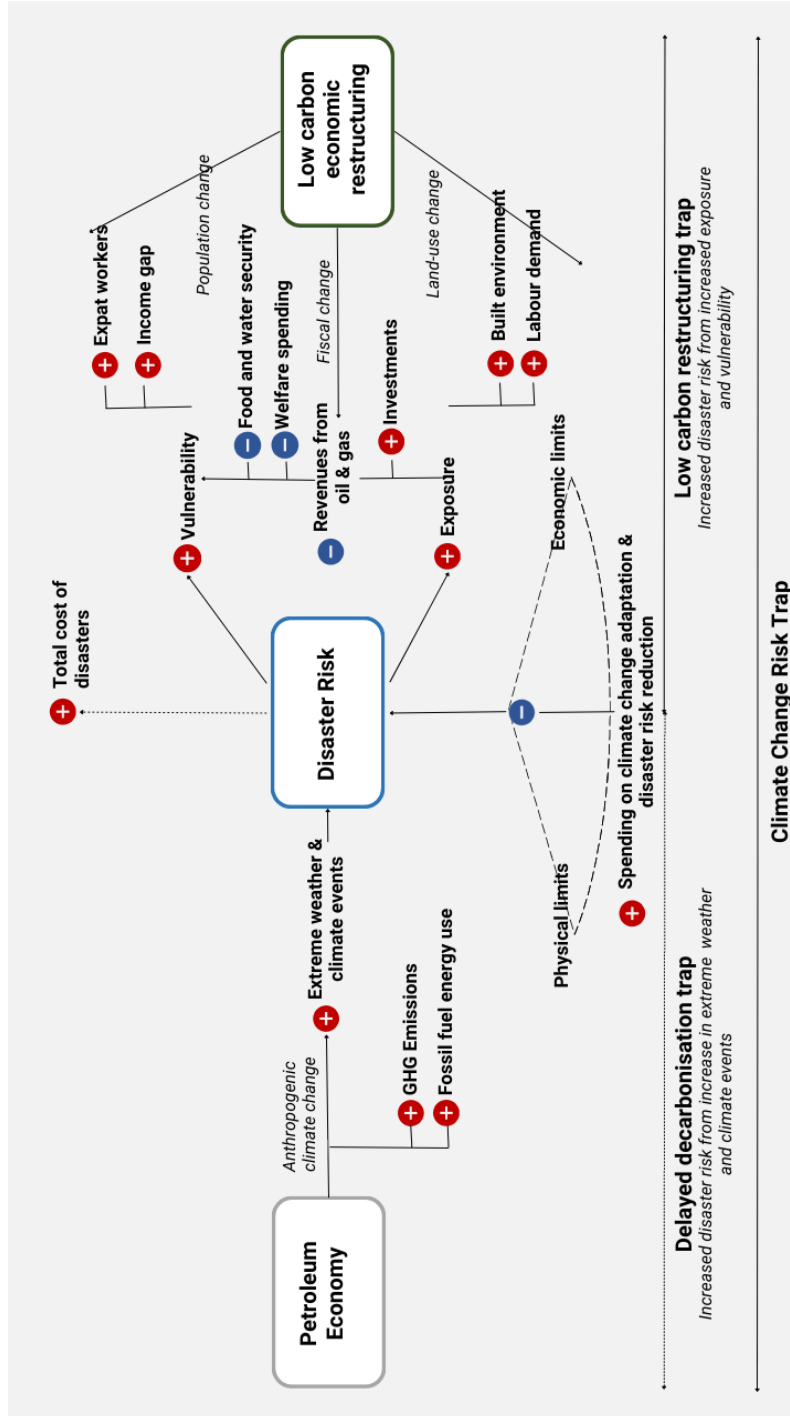 Petroleum
Economy
Anthropogenic
climate change
+ GHG Emissions
+ Fossil fuel energy use
+ Extreme weather &
climate events
Disaster Risk
+ Total cost of
disasters
+ Vulnerability
+ Exposure
− Revenues from
oil & gas
− Food and water security
− Welfare spending
+ Investments
Fiscal change
+ Expat workers
+ Income gap
Population change
+ Built environment
+ Labour demand
Land-use change
Low carbon
economic
restructuring
Physical limits
−
Economic limits
+ Spending on climate change adaptation &
disaster risk reduction
Delayed decarbonisation trap
Increased disaster risk from increase in extreme weather
and climate events
Low carbon restructuring trap
Increased disaster risk from increased exposure
and vulnerability
Climate Change Risk Trap